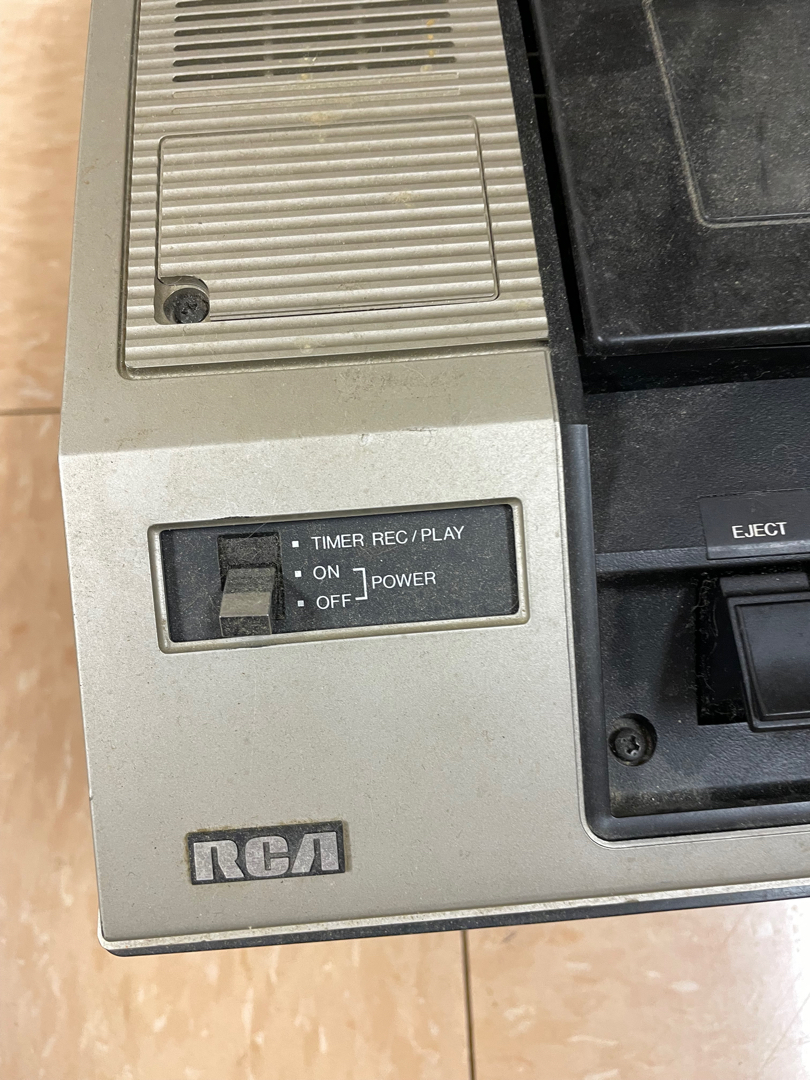 TIMER REC/PLAY
ON
POWER
OFF
EJECT
RCA